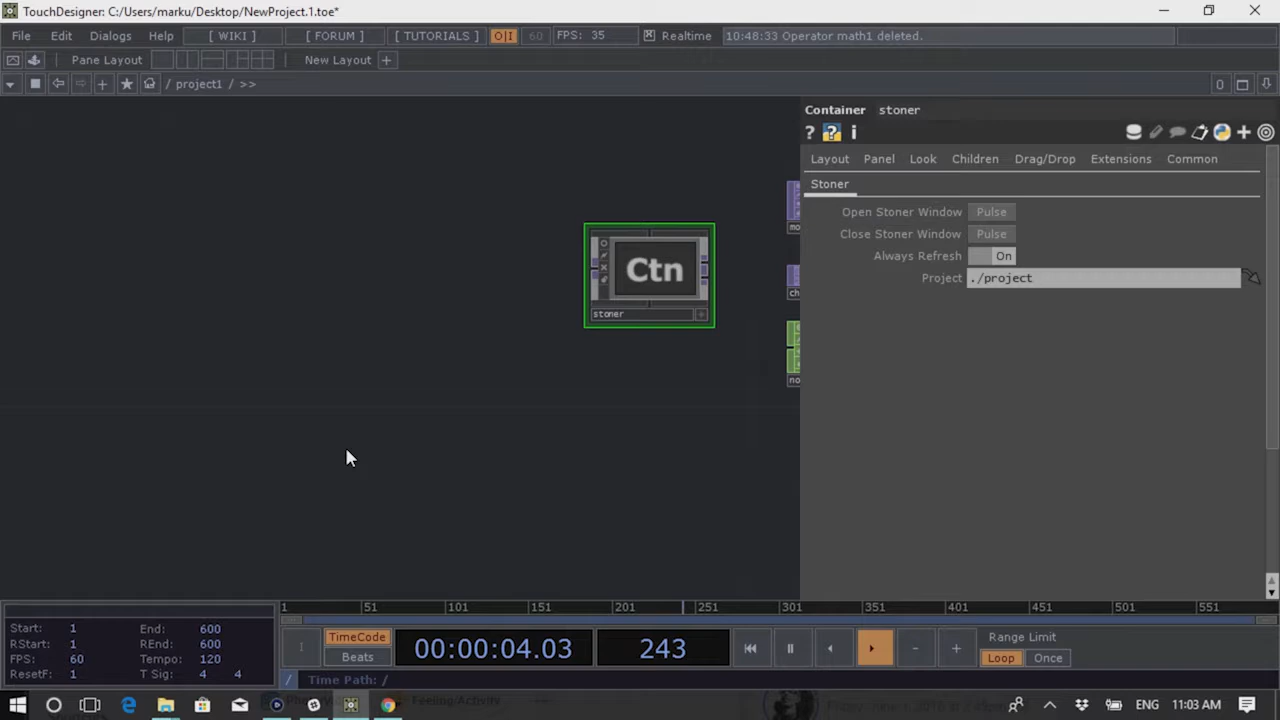 TouchDesigner: C:/Users/marku/Desktop/NewProject.1.toe*
File Edit Dialogs Help [ WIKI ] [ FORUM ] [ TUTORIALS ] O|I 60 FPS: 35 Realtime 10:48:33 Operator math1 deleted.
Pane Layout New Layout +
/ project1 / >> 0
Container stoner
? ? i
Layout Panel Look Children Drag/Drop Extensions Common
Stoner
Open Stoner Window Pulse
Close Stoner Window Pulse
Always Refresh On
Project ./project
Ctn
stoner
mo
ch
no
1 51 101 151 201 251 301 351 401 451 501 551
Start: 1 End: 600
RStart: 1 REnd: 600
FPS: 60 Tempo: 120
ResetF: 1 T Sig: 4 4
TimeCode
Beats
00:00:04.03 243
Range Limit
Loop Once
/ Time Path: /
Feeling/Activity
ENG 11:03 AM